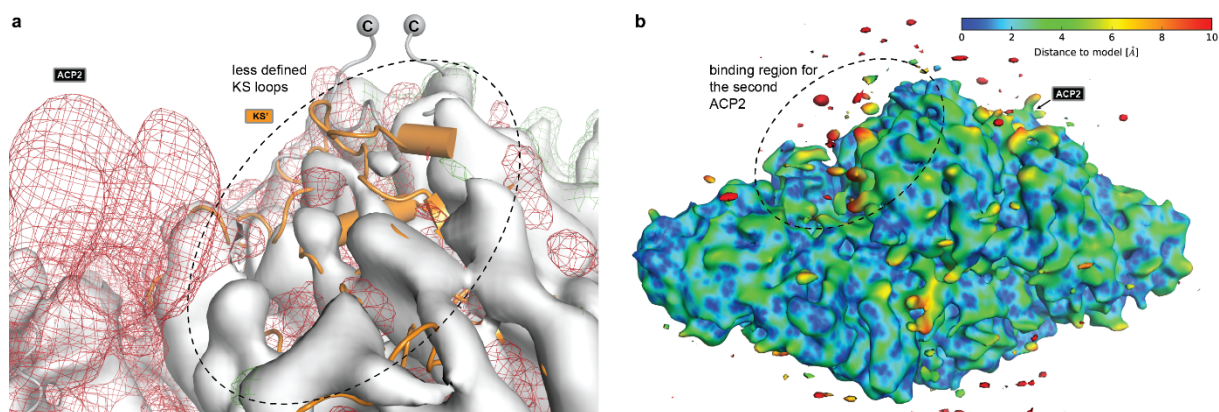 a
C C
ACP2
less defined
KS loops
KS°
b
0 2 4 6 8 10
Distance to model [Å]
binding region for
the second
ACP2
ACP2